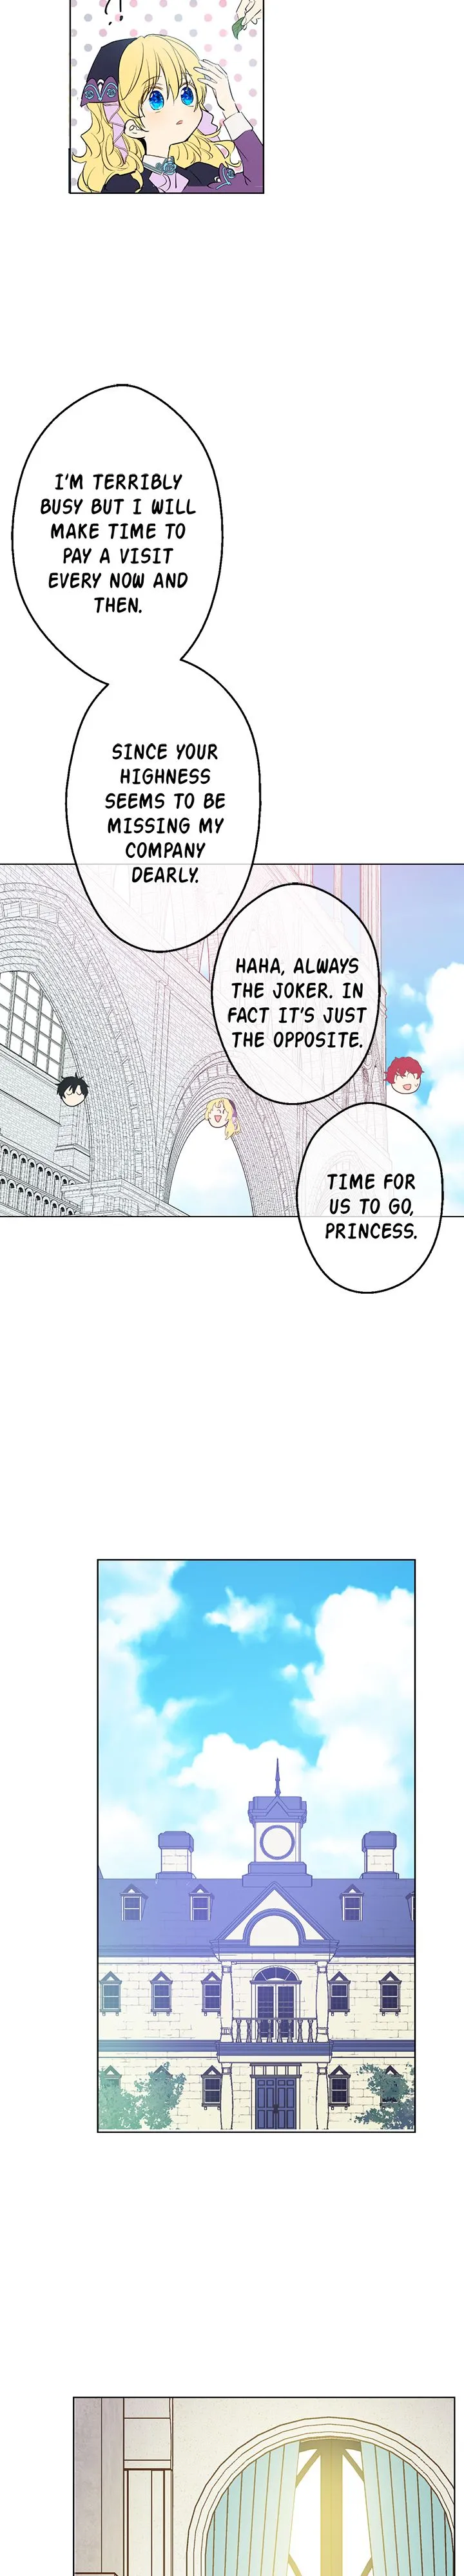 ?!
I'M TERRIBLY
BUSY BUT I WILL
MAKE TIME TO
PAY A VISIT
EVERY NOW AND
THEN.
SINCE YOUR
HIGHNESS
SEEMS TO BE
MISSING MY
COMPANY
DEARLY.
HAHA, ALWAYS
THE JOKER. IN
FACT IT'S JUST
THE OPPOSITE.
TIME FOR
US TO GO,
PRINCESS.